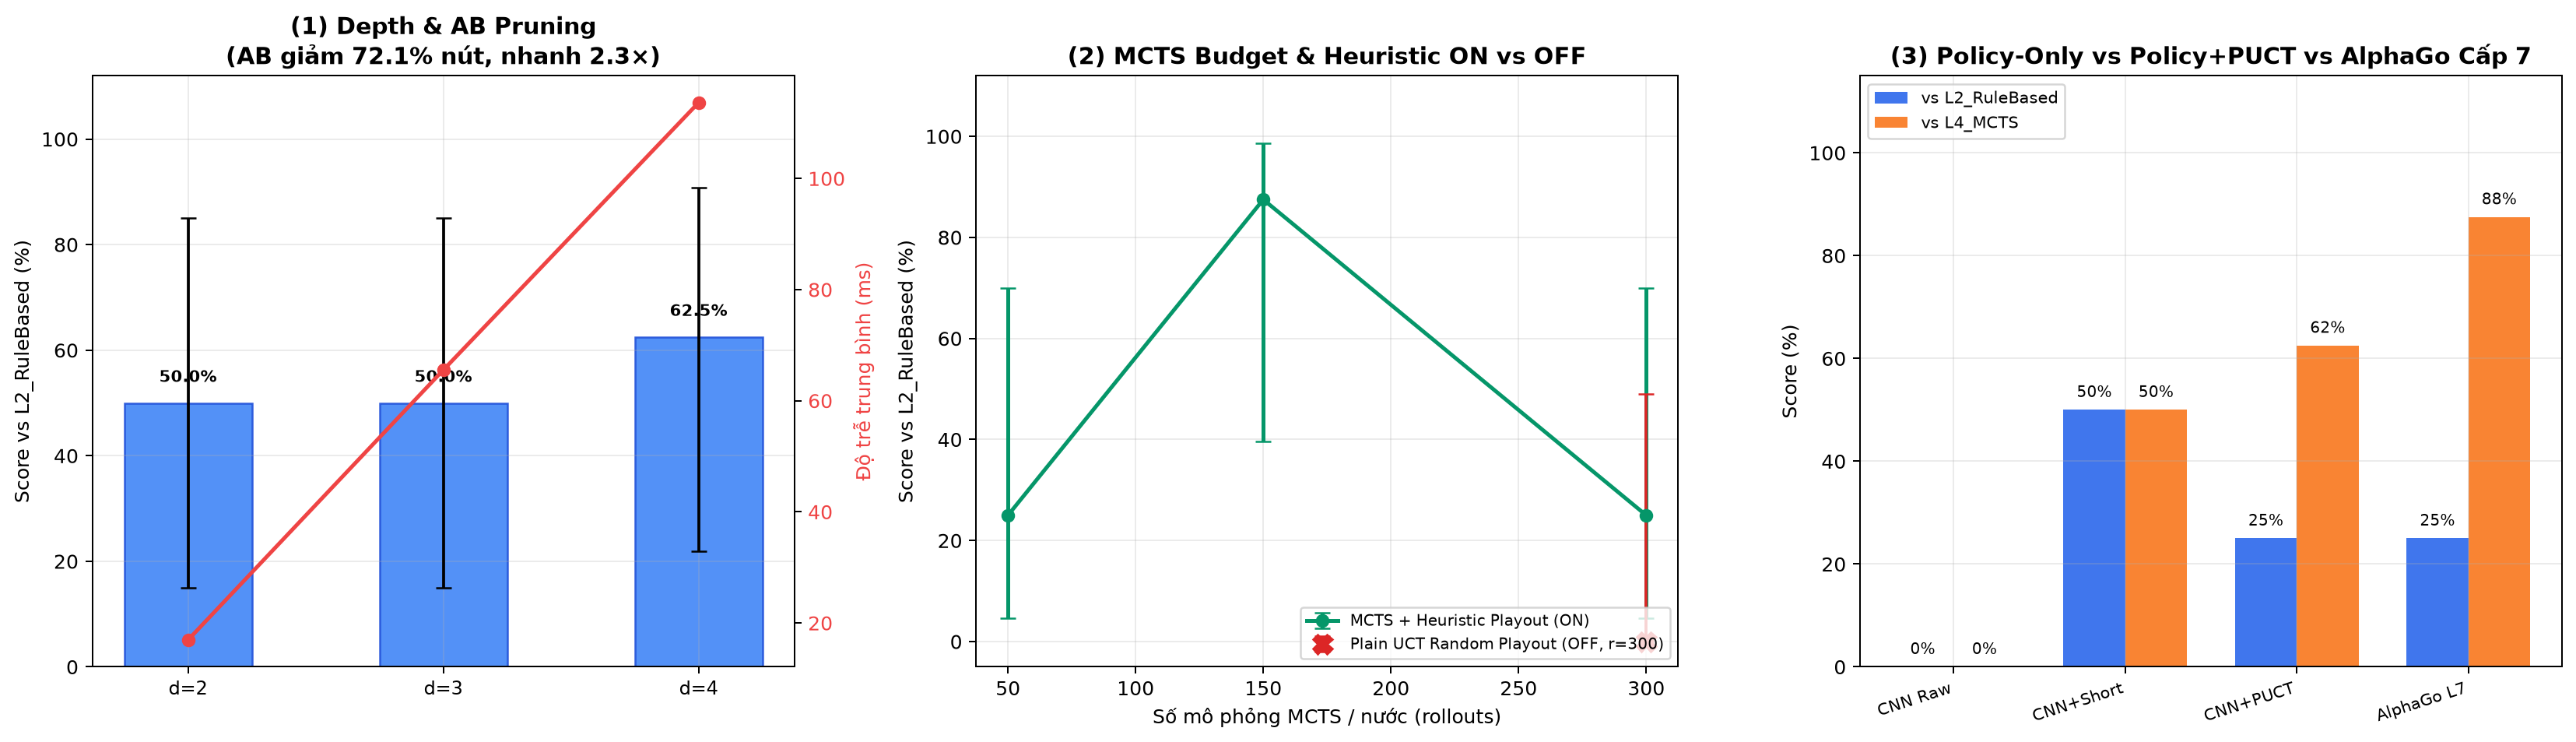 (1) Depth & AB Pruning
(AB giảm 72.1% nút, nhanh 2.3×)
Score vs L2_RuleBased (%)
100
80
60
40
20
0
50.0%
50.0%
62.5%
d=2
d=3
d=4
100
80
60
40
20
Độ trễ trung bình (ms)
(2) MCTS Budget & Heuristic ON vs OFF
Score vs L2_RuleBased (%)
100
80
60
40
20
0
MCTS + Heuristic Playout (ON)
Plain UCT Random Playout (OFF, r=300)
50
100
150
200
250
300
Số mô phỏng MCTS / nước (rollouts)
(3) Policy-Only vs Policy+PUCT vs AlphaGo Cấp 7
vs L2_RuleBased
vs L4_MCTS
Score (%)
100
80
60
40
20
0
0%
0%
50%
50%
25%
62%
25%
88%
CNN Raw
CNN+Short
CNN+PUCT
AlphaGo L7